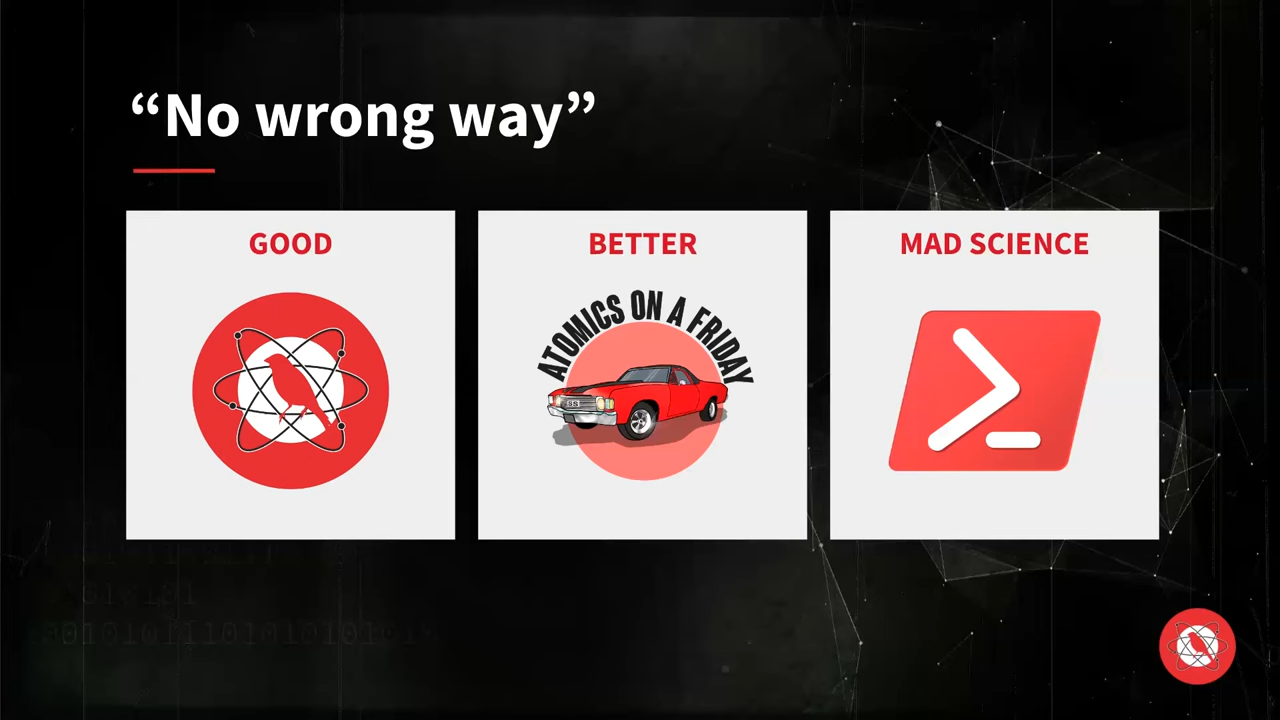 “No wrong way”
GOOD
BETTER
MAD SCIENCE
ATOMICS ON A FRIDAY
SS